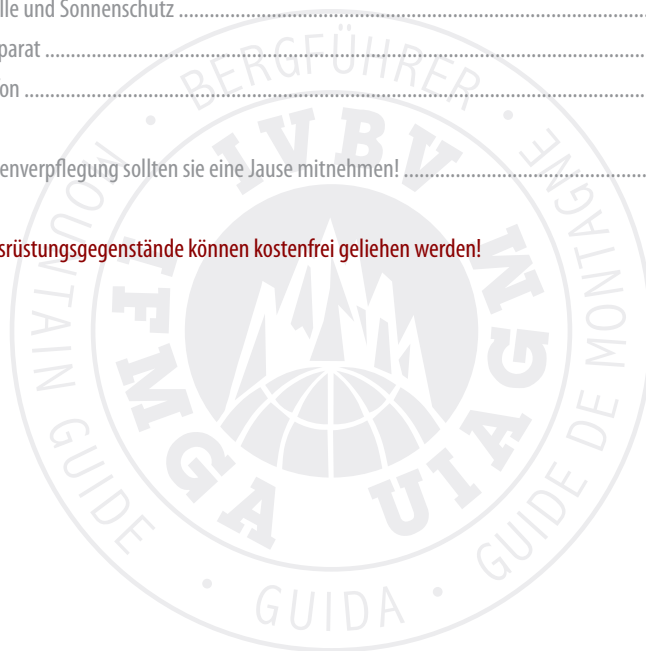 lle und Sonnenschutz ................................................................
parat ................................................................
on ................................................................
enverpflegung sollten sie eine Jause mitnehmen! ................................................................
srüstungsgegenstände können kostenfrei geliehen werden!
BERGFÜHRER • GUIDE DE MONTAGNE • GUIDA • MOUNTAIN GUIDE •
IVBV UIAGM IFMGA